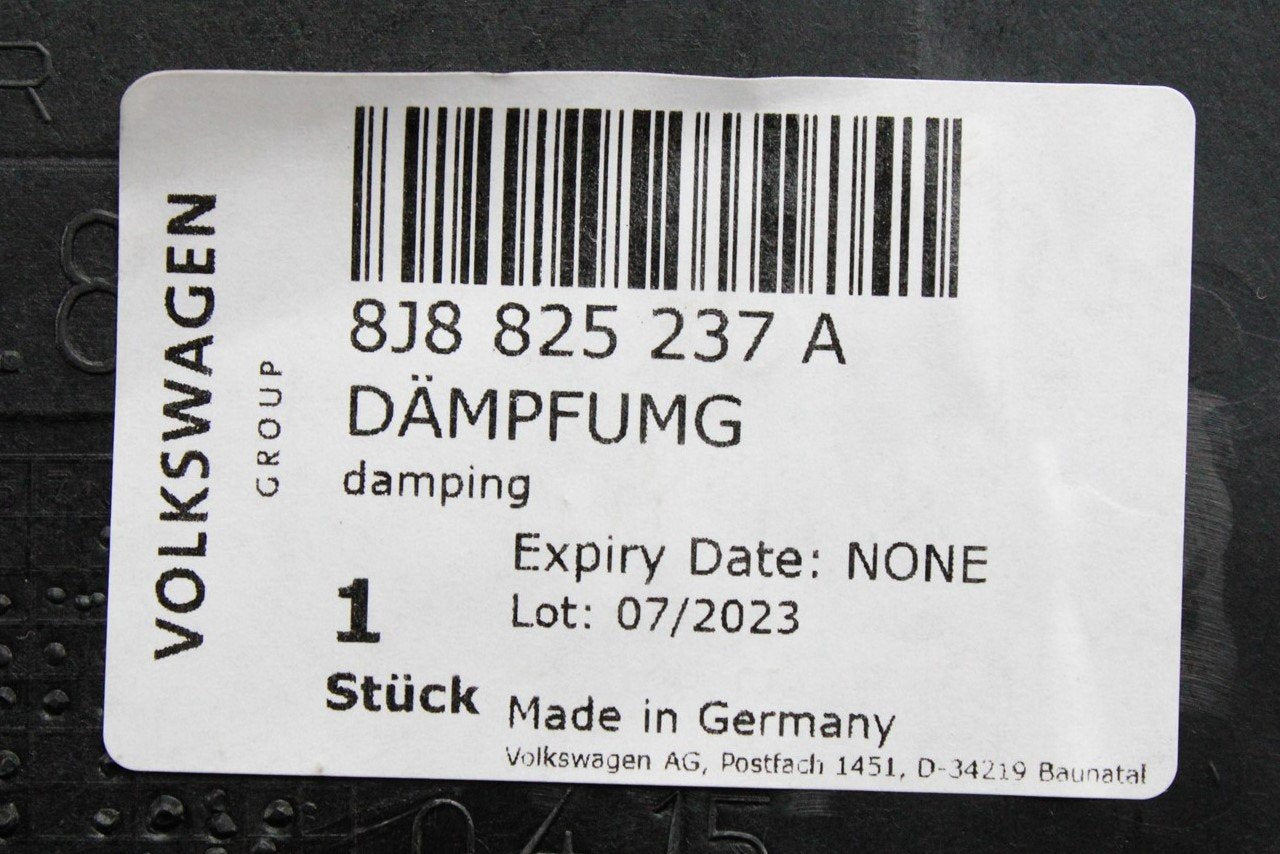 VOLKSWAGEN
GROUP
8J8 825 237 A
DÄMPFUMG
damping
Expiry Date: NONE
Lot: 07/2023
1
Stück
Made in Germany
Volkswagen AG, Postfach 1451, D-34219 Baunatal
R
8